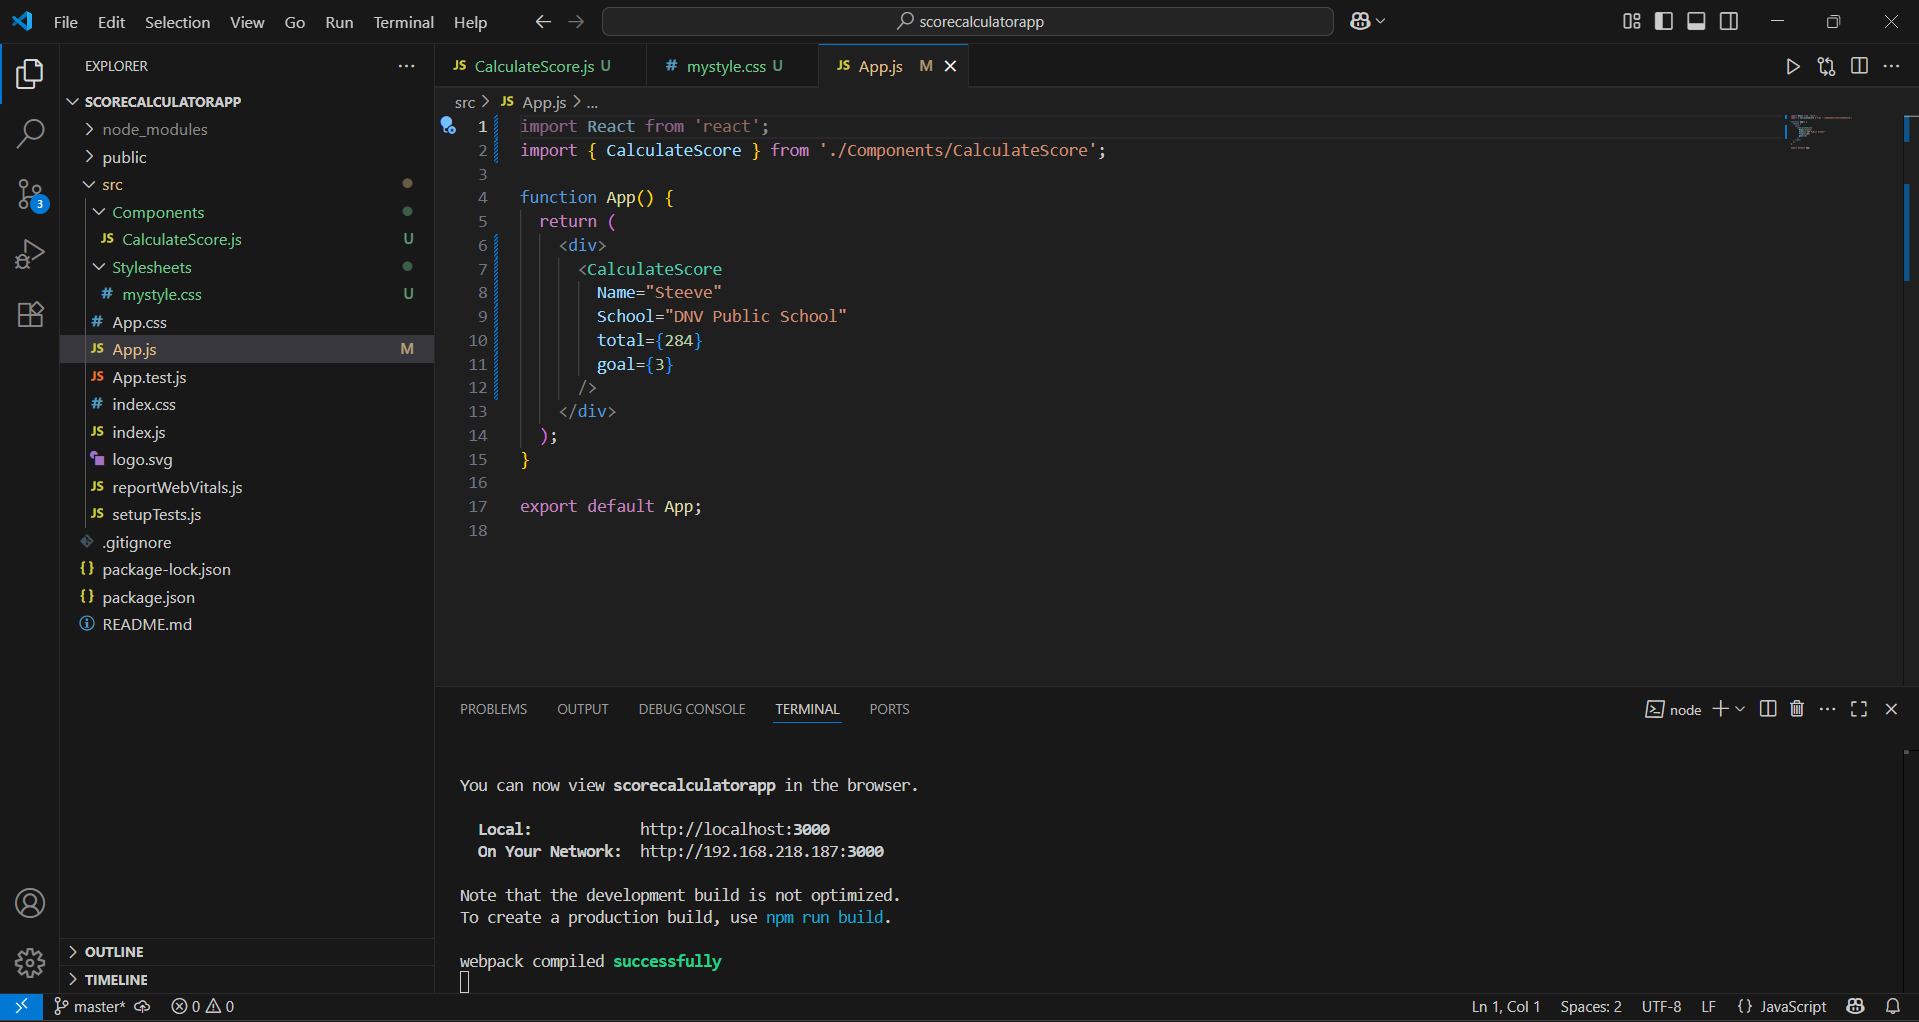 File Edit Selection View Go Run Terminal Help
scorecalculatorapp
EXPLORER
SCORECALCULATORAPP
node_modules
public
src
Components
JS CalculateScore.js U
Stylesheets
# mystyle.css U
# App.css
JS App.js M
JS App.test.js
# index.css
JS index.js
logo.svg
JS reportWebVitals.js
JS setupTests.js
.gitignore
{} package-lock.json
{} package.json
README.md
3
OUTLINE
TIMELINE
JS CalculateScore.js U
# mystyle.css U
JS App.js M
src > JS App.js > ...
1 import React from 'react';
2 import { CalculateScore } from './Components/CalculateScore';
3
4 function App() {
5 return (
6 <div>
7 <CalculateScore
8 Name="Steeve"
9 School="DNV Public School"
10 total={284}
11 goal={3}
12 />
13 </div>
14 );
15 }
16
17 export default App;
18
PROBLEMS OUTPUT DEBUG CONSOLE TERMINAL PORTS
node
You can now view scorecalculatorapp in the browser.
Local: http://localhost:3000
On Your Network: http://192.168.218.187:3000
Note that the development build is not optimized.
To create a production build, use npm run build.
webpack compiled successfully
master* 0 0
Ln 1, Col 1 Spaces: 2 UTF-8 LF {} JavaScript